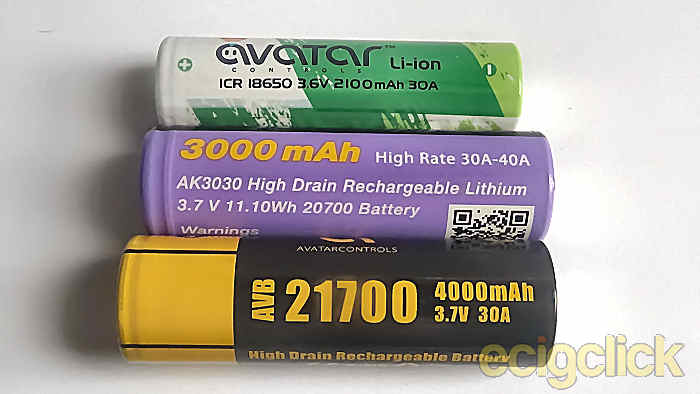 avatar™
CONTROLS
Li-ion
ICR 18650 3.6V 2100mAh 30A
3000 mAh High Rate 30A-40A
AK3030 High Drain Rechargeable Lithium
3.7 V 11.10Wh 20700 Battery
Warnings
AVATARCONTROLS
AVB
21700
4000mAh
3.7V 30A
High Drain Rechargeable Battery
ecigclick